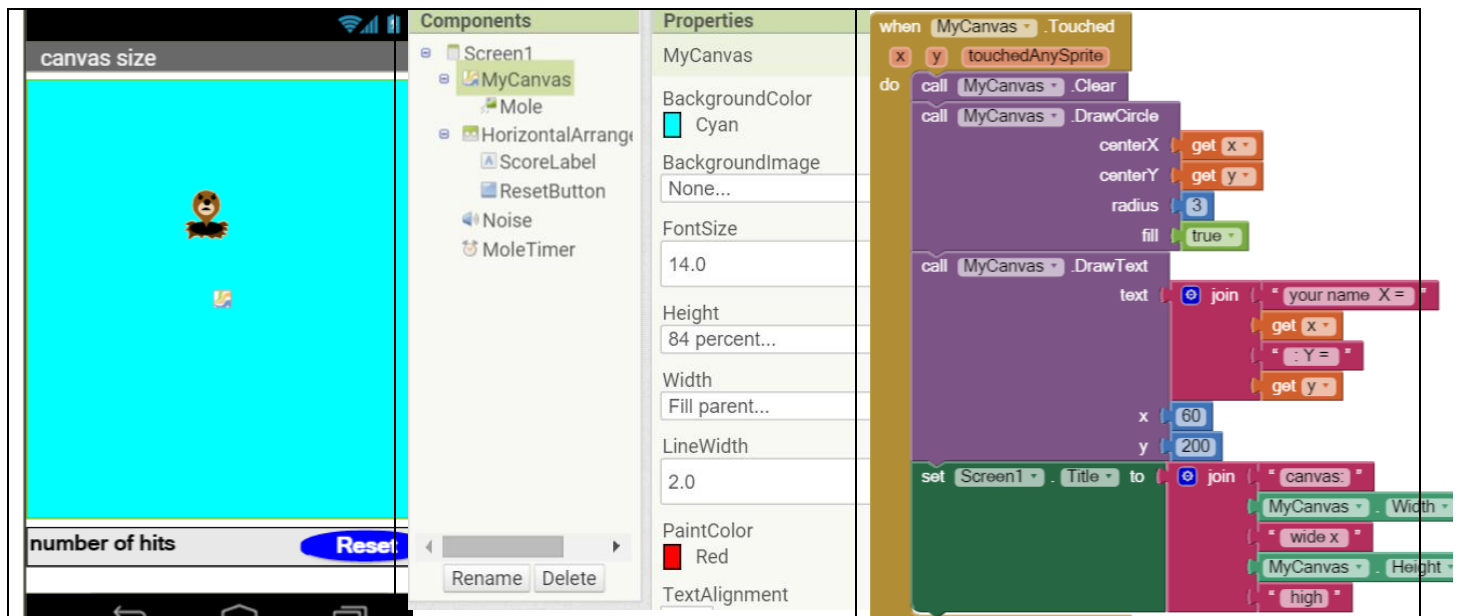 canvas size
number of hits
Reset
Components
Screen1
MyCanvas
Mole
HorizontalArrange
ScoreLabel
ResetButton
Noise
MoleTimer
Rename Delete
Properties
MyCanvas
BackgroundColor
Cyan
BackgroundImage
None...
FontSize
14.0
Height
84 percent...
Width
Fill parent...
LineWidth
2.0
PaintColor
Red
TextAlignment
when MyCanvas .Touched
x y touchedAnySprite
do call MyCanvas .Clear
call MyCanvas .DrawCircle
centerX get x
centerY get y
radius 3
fill true
call MyCanvas .DrawText
text join " your name X = "
get x
" : Y = "
get y
x 60
y 200
set Screen1 . Title to join " canvas: "
MyCanvas . Width
" wide x "
MyCanvas . Height
" high "